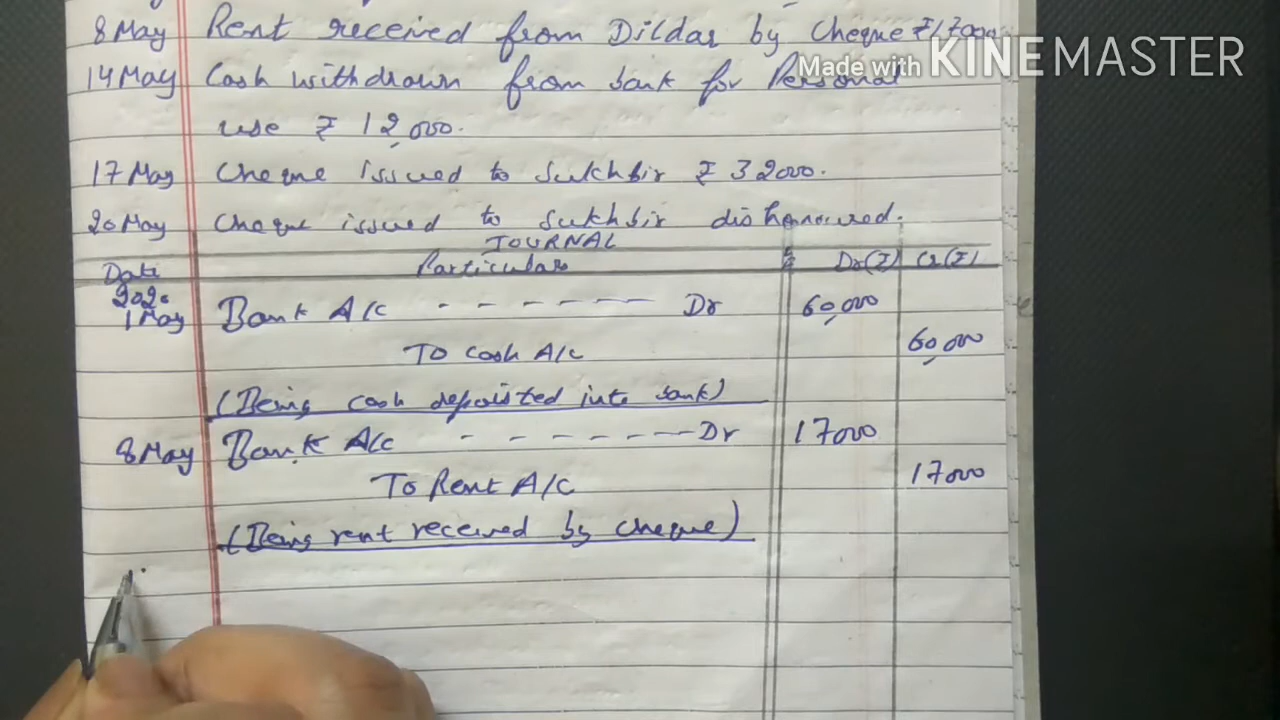 8 May Rent received from Dildar by Cheque ₹17000
Made with KINEMASTER
14 May Cash withdrawn from bank for Personal
use ₹ 12,000.
17 May Cheque issued to Sukhbir ₹ 32000.
20 May Cheque issued to Sukhbir dishonoured.
JOURNAL
Date Particulars Dr(₹) Cr(₹)
2020
1 May Bank A/c - - - - - - - Dr 60,000
To Cash A/c 60,000
(Being cash depoisted into bank)
8 May Bank A/c - - - - - - - Dr 17000
To Rent A/c 17000
(Being rent received by cheque)